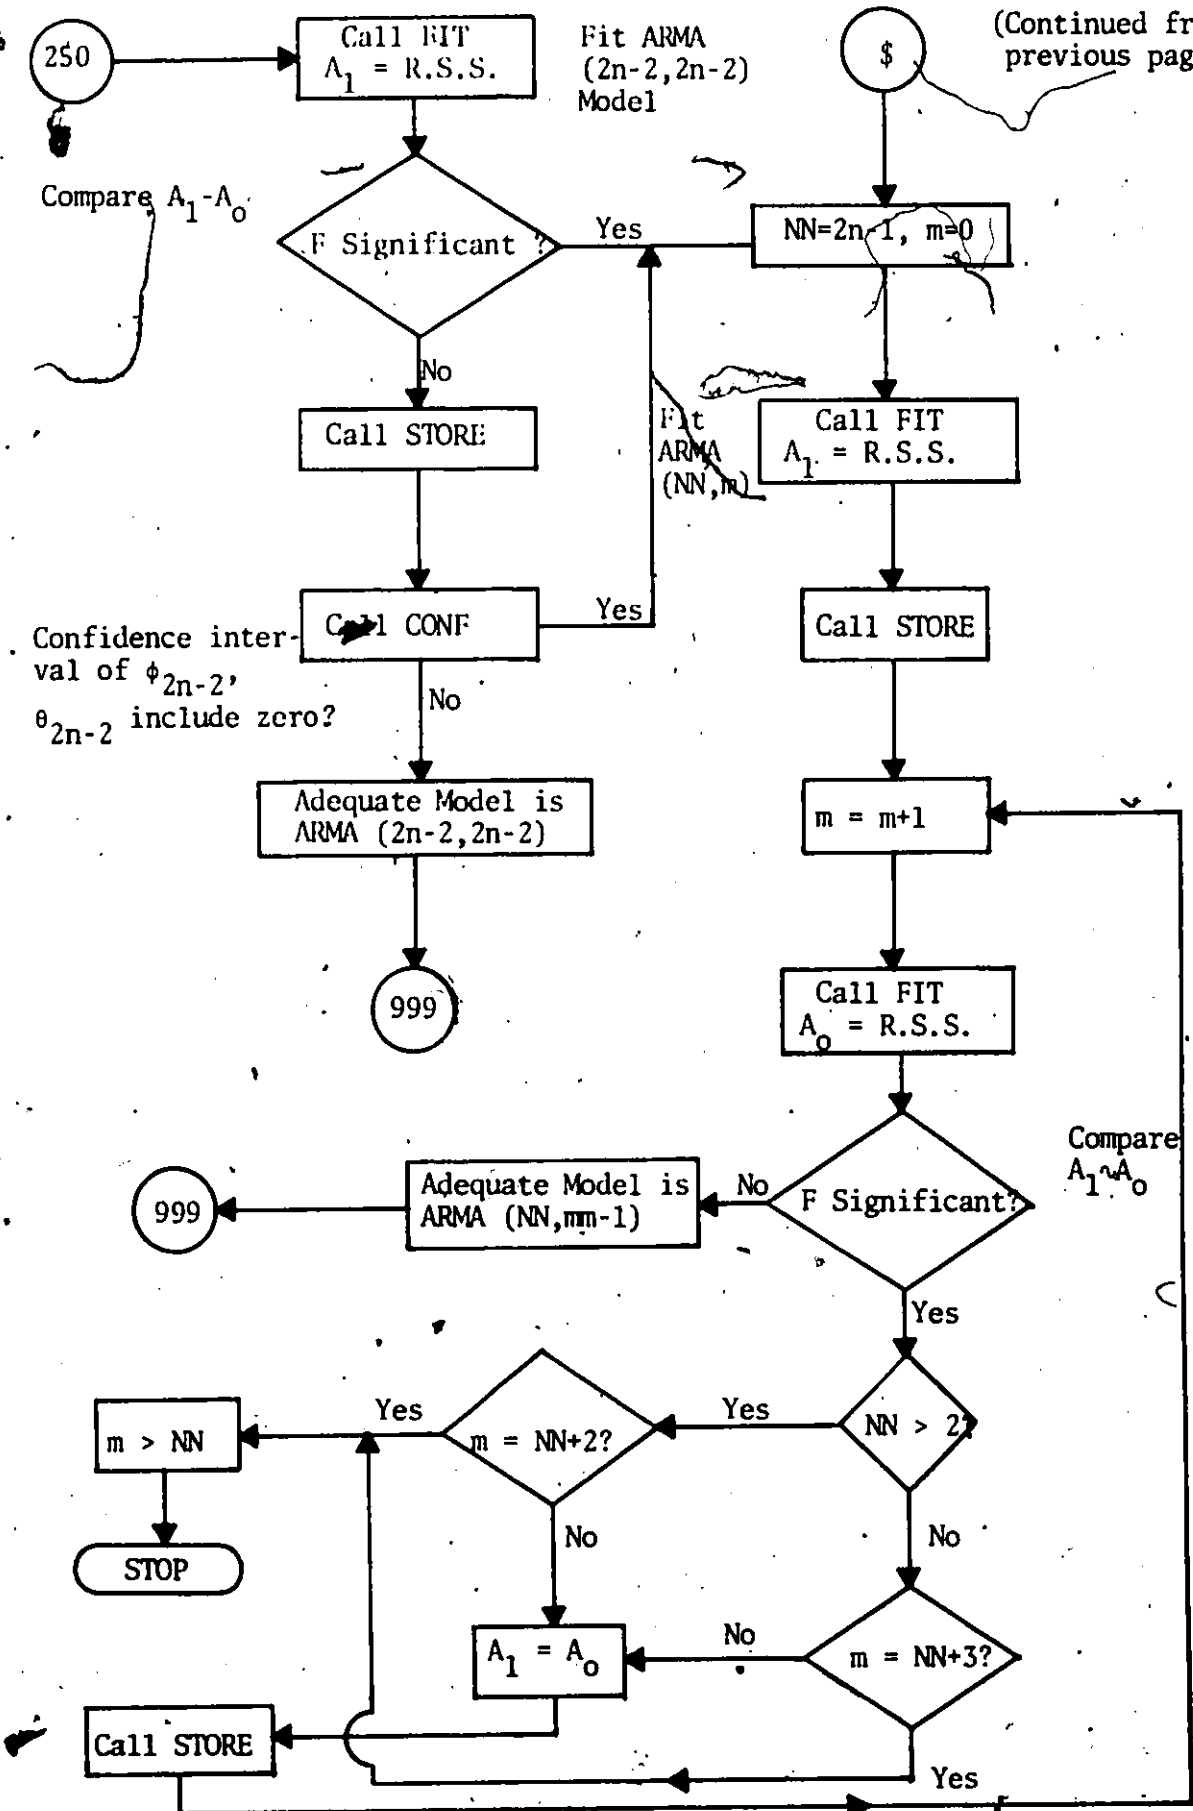 250
Call FIT
A1 = R.S.S.
Fit ARMA
(2n-2,2n-2)
Model
$
(Continued fr
previous pag
Compare A1-Ao
F Significant ?
Yes
NN=2n-1, m=0
No
Call STORE
Fit
ARMA
(NN,m)
Call FIT
A1 = R.S.S.
Confidence inter-
val of ϕ2n-2,
θ2n-2 include zero?
Call CONF
Yes
Call STORE
No
Adequate Model is
ARMA (2n-2,2n-2)
m = m+1
999
Call FIT
Ao = R.S.S.
Compare
A1~Ao
999
Adequate Model is
ARMA (NN,mm-1)
No
F Significant?
Yes
m > NN
Yes
m = NN+2?
Yes
NN > 2?
No
No
STOP
A1 = Ao
No
m = NN+3?
Call STORE
Yes